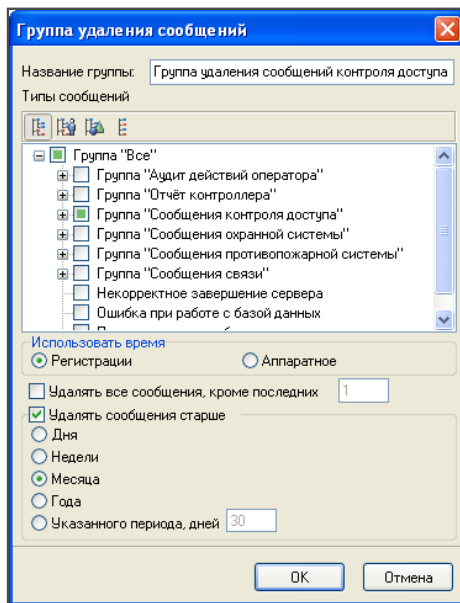 Группа удаления сообщений
Название группы: Группа удаления сообщений контроля доступа
Типы сообщений
Группа "Все"
Группа "Аудит действий оператора"
Группа "Отчёт контроллера"
Группа "Сообщения контроля доступа"
Группа "Сообщения охранной системы"
Группа "Сообщения противопожарной системы"
Группа "Сообщения связи"
Некорректное завершение сервера
Ошибка при работе с базой данных
Использовать время
Регистрации Аппаратное
Удалять все сообщения, кроме последних 1
Удалять сообщения старше
Дня
Недели
Месяца
Года
Указанного периода, дней 30
OK Отмена